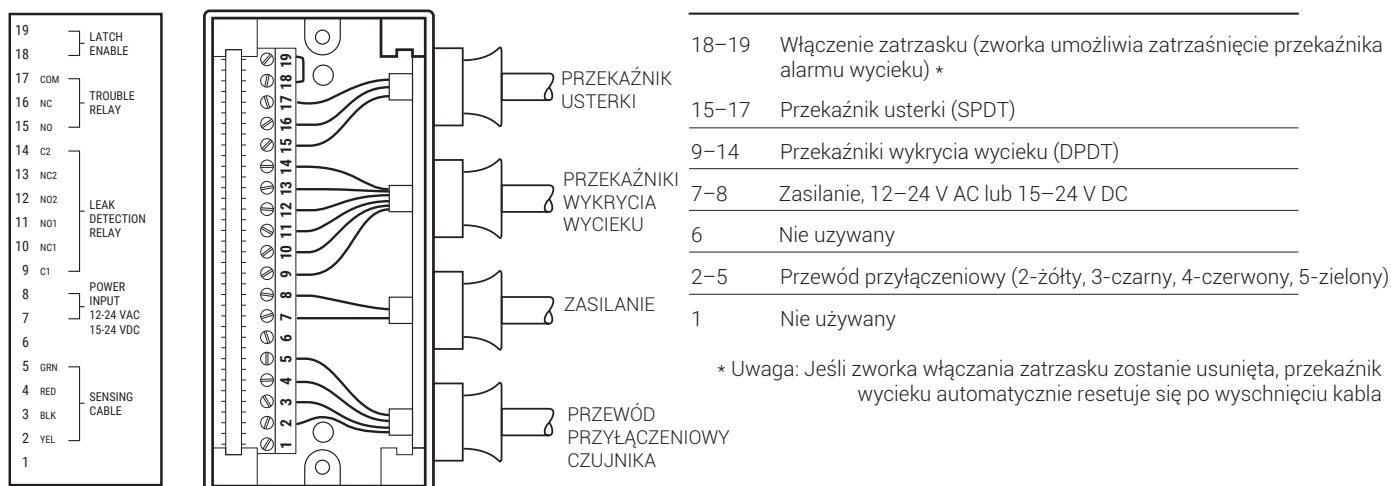 19
18
LATCH
ENABLE
17 COM
16 NC
15 NO
TROUBLE
RELAY
14 C2
13 NC2
12 NO2
11 NO1
10 NC1
9 C1
LEAK
DETECTION
RELAY
8
7
POWER
INPUT
12-24 VAC
15-24 VDC
6
5 GRN
4 RED
3 BLK
2 YEL
SENSING
CABLE
1
19
18
17
16
15
14
13
12
11
10
9
8
7
6
5
4
3
2
1
PRZEKAŹNIK
USTERKI
PRZEKAŹNIKI
WYKRYCIA
WYCIEKU
ZASILANIE
PRZEWÓD
PRZYŁĄCZENIOWY
CZUJNIKA
18–19 Włączenie zatrzasku (zworka umożliwia zatrzaśnięcie przekaźnika
alarmu wycieku) *
15–17 Przekaźnik usterki (SPDT)
9–14 Przekaźniki wykrycia wycieku (DPDT)
7–8 Zasilanie, 12–24 V AC lub 15–24 V DC
6 Nie uzywany
2–5 Przewód przyłączeniowy (2-żółty, 3-czarny, 4-czerwony, 5-zielony)
1 Nie używany
* Uwaga: Jeśli zworka włączania zatrzasku zostanie usunięta, przekaźnik
wycieku automatycznie resetuje się po wyschnięciu kabla